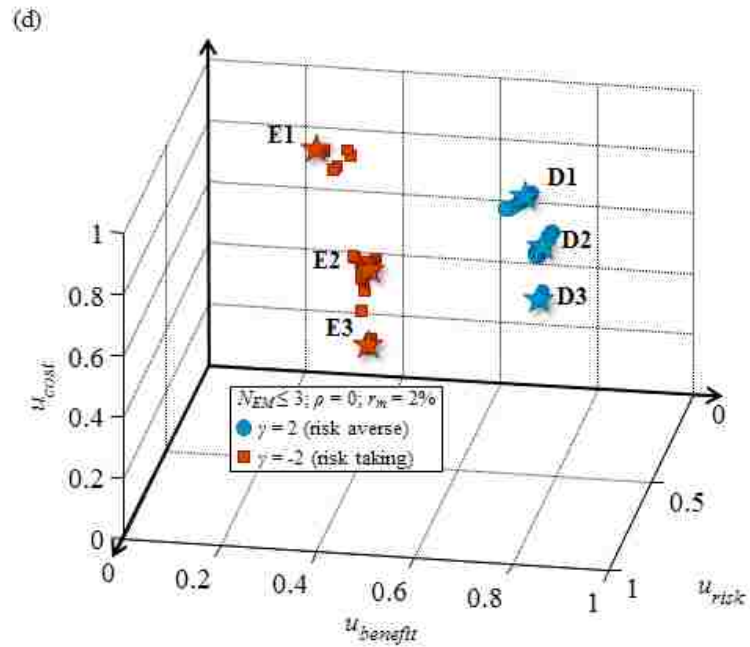 (d)
E1
D1
E2
D2
D3
E3
1
0.8
0.6
0.4
0.2
0
u_cost
N_EM ≤ 3; ρ = 0; r_m = 2%
γ = 2 (risk averse)
γ = -2 (risk taking)
0
0.5
1
u_risk
0
0.2
0.4
0.6
0.8
1
u_benefit